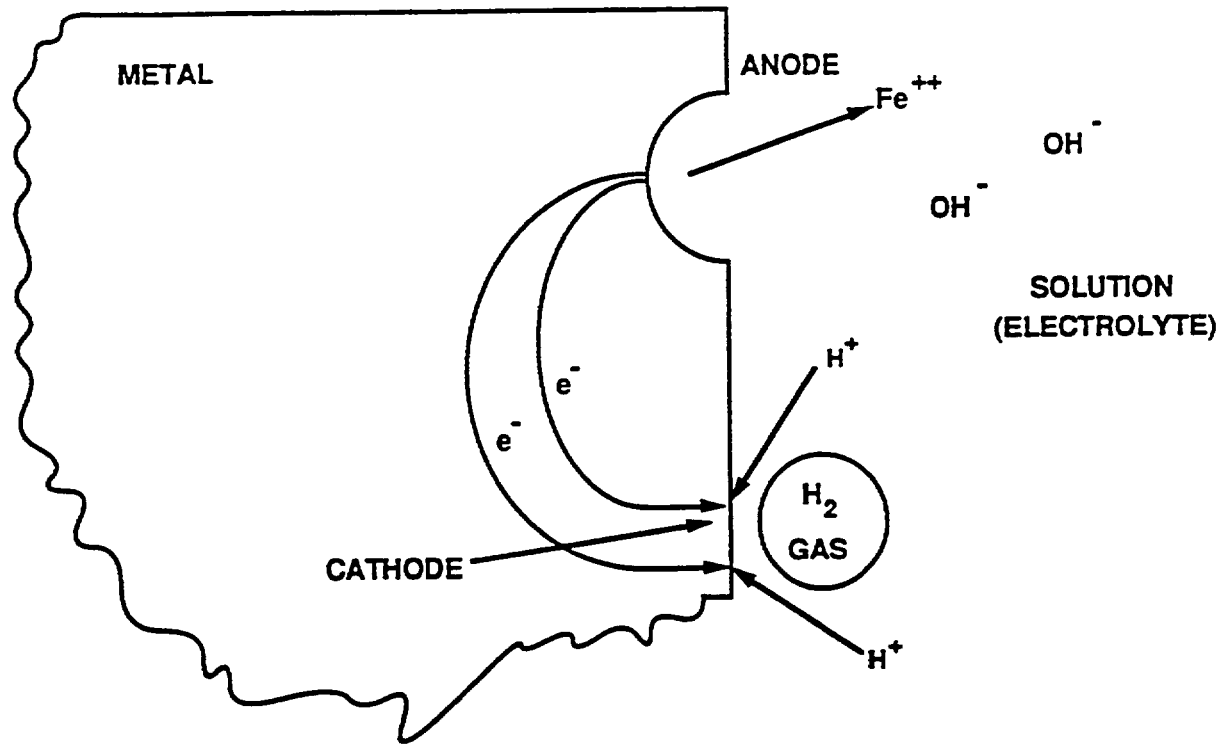 METAL
ANODE
Fe++
OH-
OH-
SOLUTION
(ELECTROLYTE)
H+
e-
e-
H2
GAS
CATHODE
H+